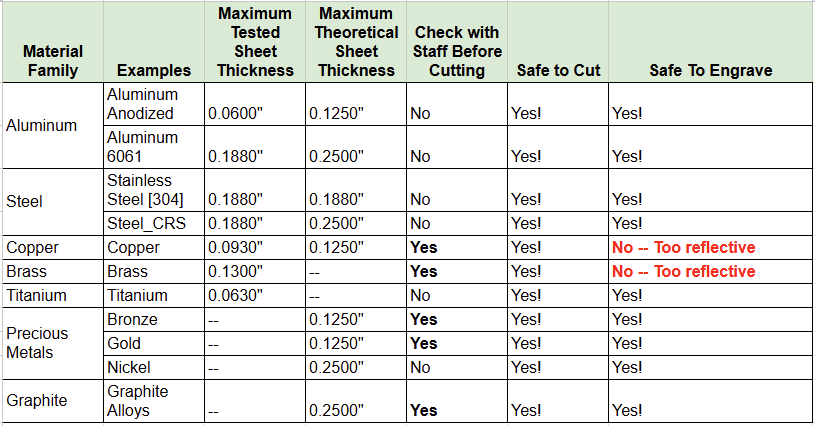 Material Family | Examples | Maximum Tested Sheet Thickness | Maximum Theoretical Sheet Thickness | Check with Staff Before Cutting | Safe to Cut | Safe To Engrave
Aluminum | Aluminum Anodized | 0.0600" | 0.1250" | No | Yes! | Yes!
Aluminum 6061 | 0.1880" | 0.2500" | No | Yes! | Yes!
Steel | Stainless Steel [304] | 0.1880" | 0.1880" | No | Yes! | Yes!
Steel_CRS | 0.1880" | 0.2500" | No | Yes! | Yes!
Copper | Copper | 0.0930" | 0.1250" | Yes | Yes! | No -- Too reflective
Brass | Brass | 0.1300" | -- | Yes | Yes! | No -- Too reflective
Titanium | Titanium | 0.0630" | -- | No | Yes! | Yes!
Precious Metals | Bronze | -- | 0.1250" | Yes | Yes! | Yes!
Gold | -- | 0.1250" | Yes | Yes! | Yes!
Nickel | -- | 0.2500" | No | Yes! | Yes!
Graphite | Graphite Alloys | -- | 0.2500" | Yes | Yes! | Yes!